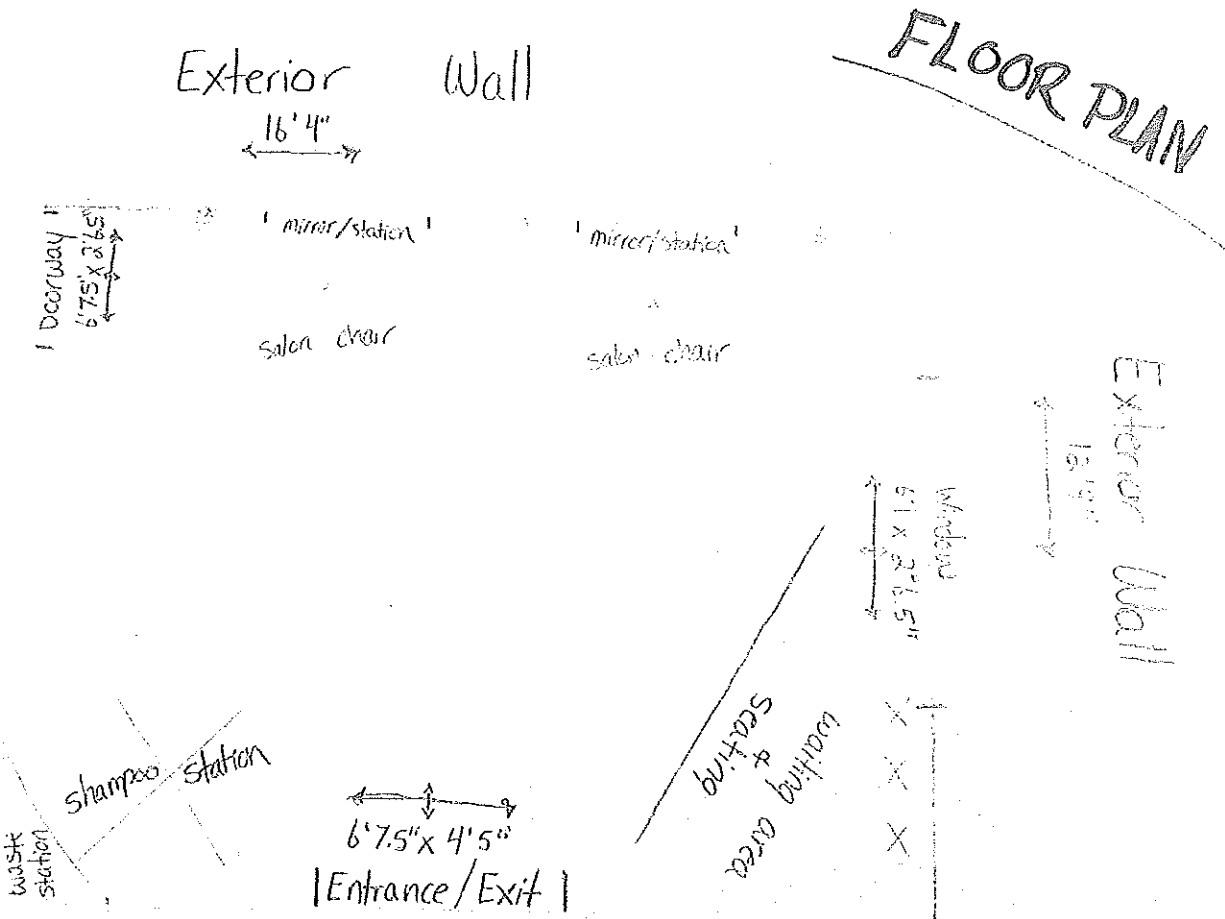 FLOOR PLAN
Exterior Wall
16'4"
| Doorway |
6'7.5" x 2'6.5"
' mirror/station '
' mirror/station '
salon chair
salon chair
Exterior Wall
Window
6'1 x 2'6.5"
waiting area
+
seating
X
X
X
shampoo station
waste
station
6'7.5" x 4'5"
| Entrance/Exit |